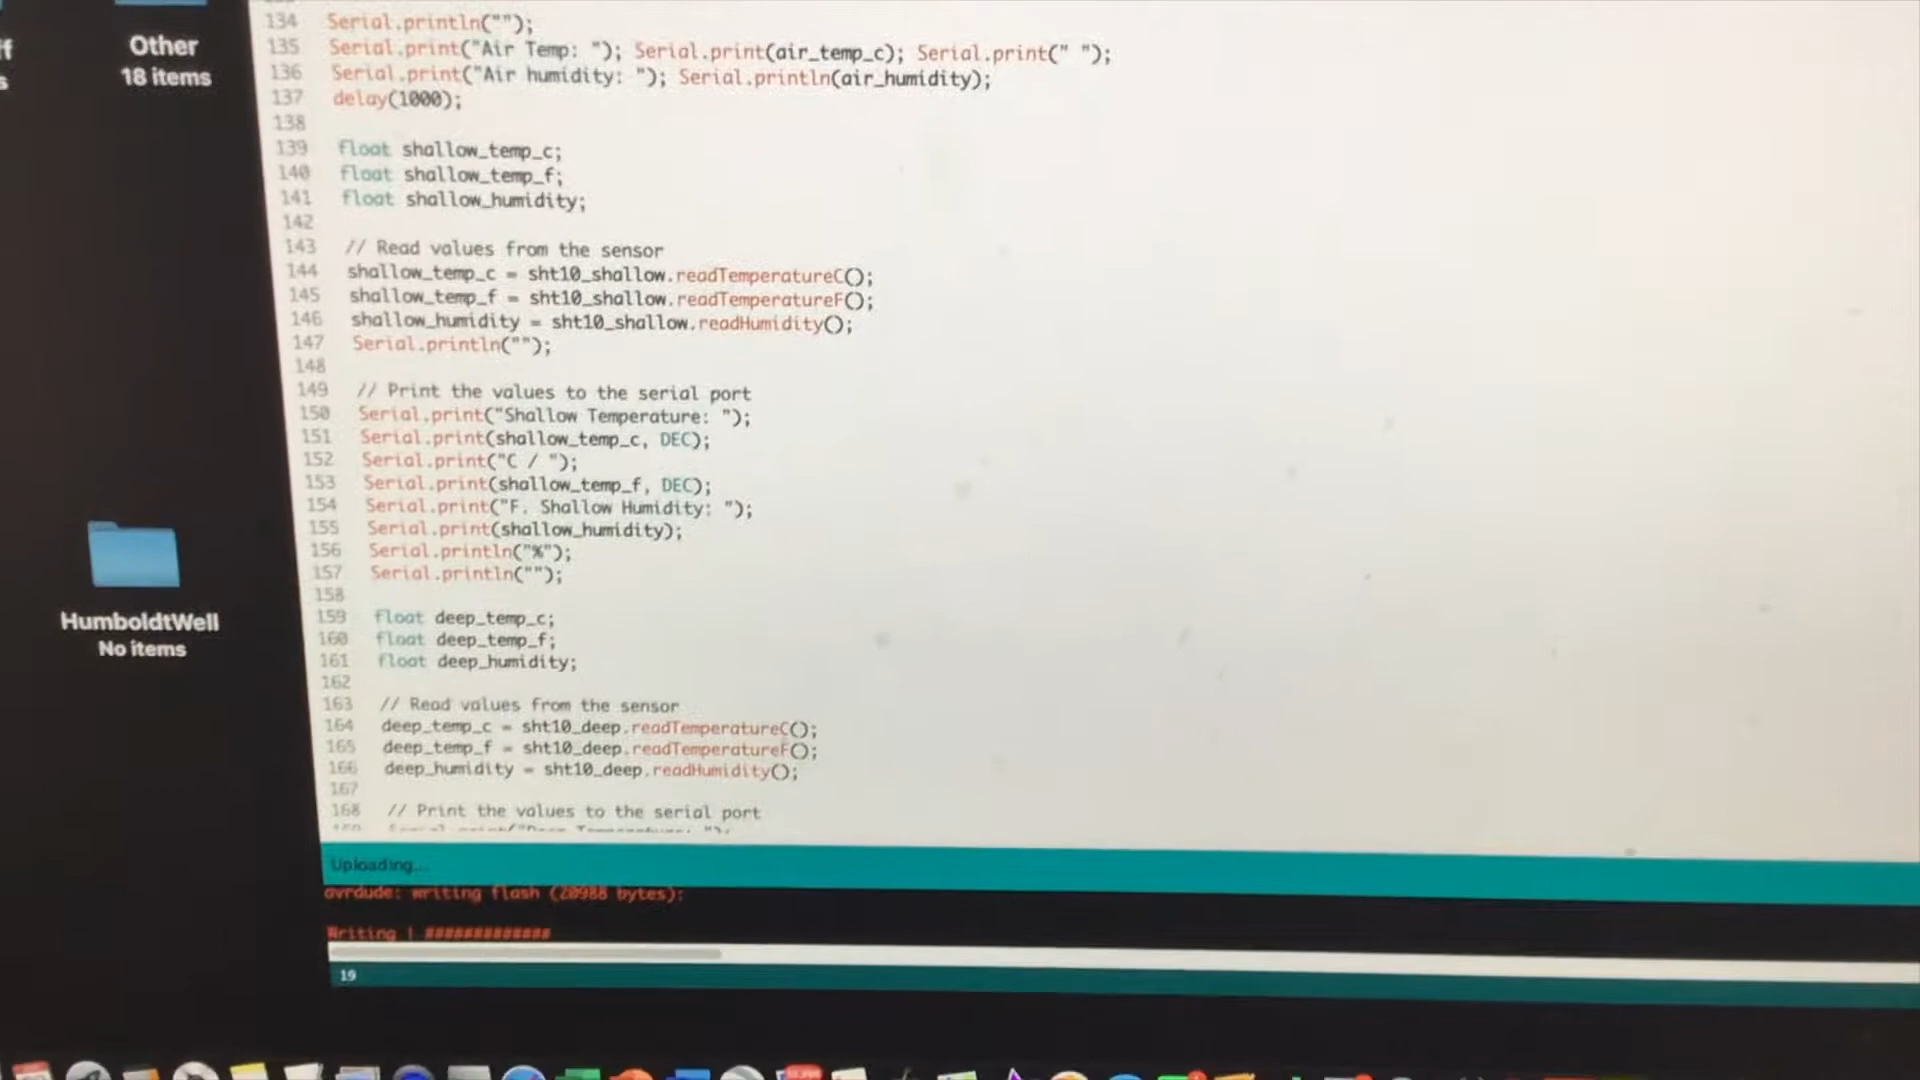 Other
18 items
134 Serial.println("");
135 Serial.print("Air Temp: "); Serial.print(air_temp_c); Serial.print(" ");
136 Serial.print("Air humidity: "); Serial.println(air_humidity);
137 delay(1000);
138
139 float shallow_temp_c;
140 float shallow_temp_f;
141 float shallow_humidity;
142
143 // Read values from the sensor
144 shallow_temp_c = sht10_shallow.readTemperatureC();
145 shallow_temp_f = sht10_shallow.readTemperatureF();
146 shallow_humidity = sht10_shallow.readHumidity();
147 Serial.println("");
148
149 // Print the values to the serial port
150 Serial.print("Shallow Temperature: ");
151 Serial.print(shallow_temp_c, DEC);
152 Serial.print("C / ");
153 Serial.print(shallow_temp_f, DEC);
154 Serial.print("F. Shallow Humidity: ");
155 Serial.print(shallow_humidity);
156 Serial.println("%");
157 Serial.println("");
158
159 float deep_temp_c;
160 float deep_temp_f;
161 float deep_humidity;
162
163 // Read values from the sensor
164 deep_temp_c = sht10_deep.readTemperatureC();
165 deep_temp_f = sht10_deep.readTemperatureF();
166 deep_humidity = sht10_deep.readHumidity();
167
168 // Print the values to the serial port
HumboldtWell
No items
Uploading...
avrdude: writing flash (20988 bytes):
Writing | #############
19